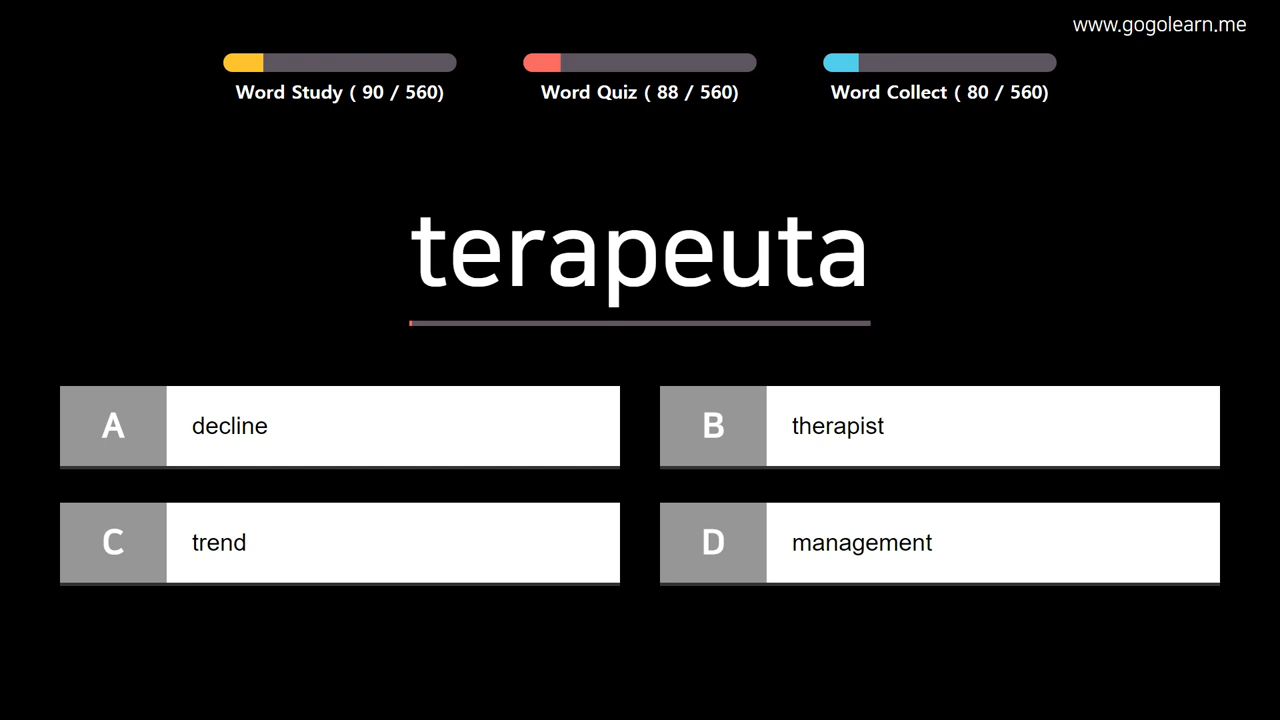 www.gogolearn.me
Word Study ( 90 / 560)
Word Quiz ( 88 / 560)
Word Collect ( 80 / 560)
terapeuta
A decline
B therapist
C trend
D management